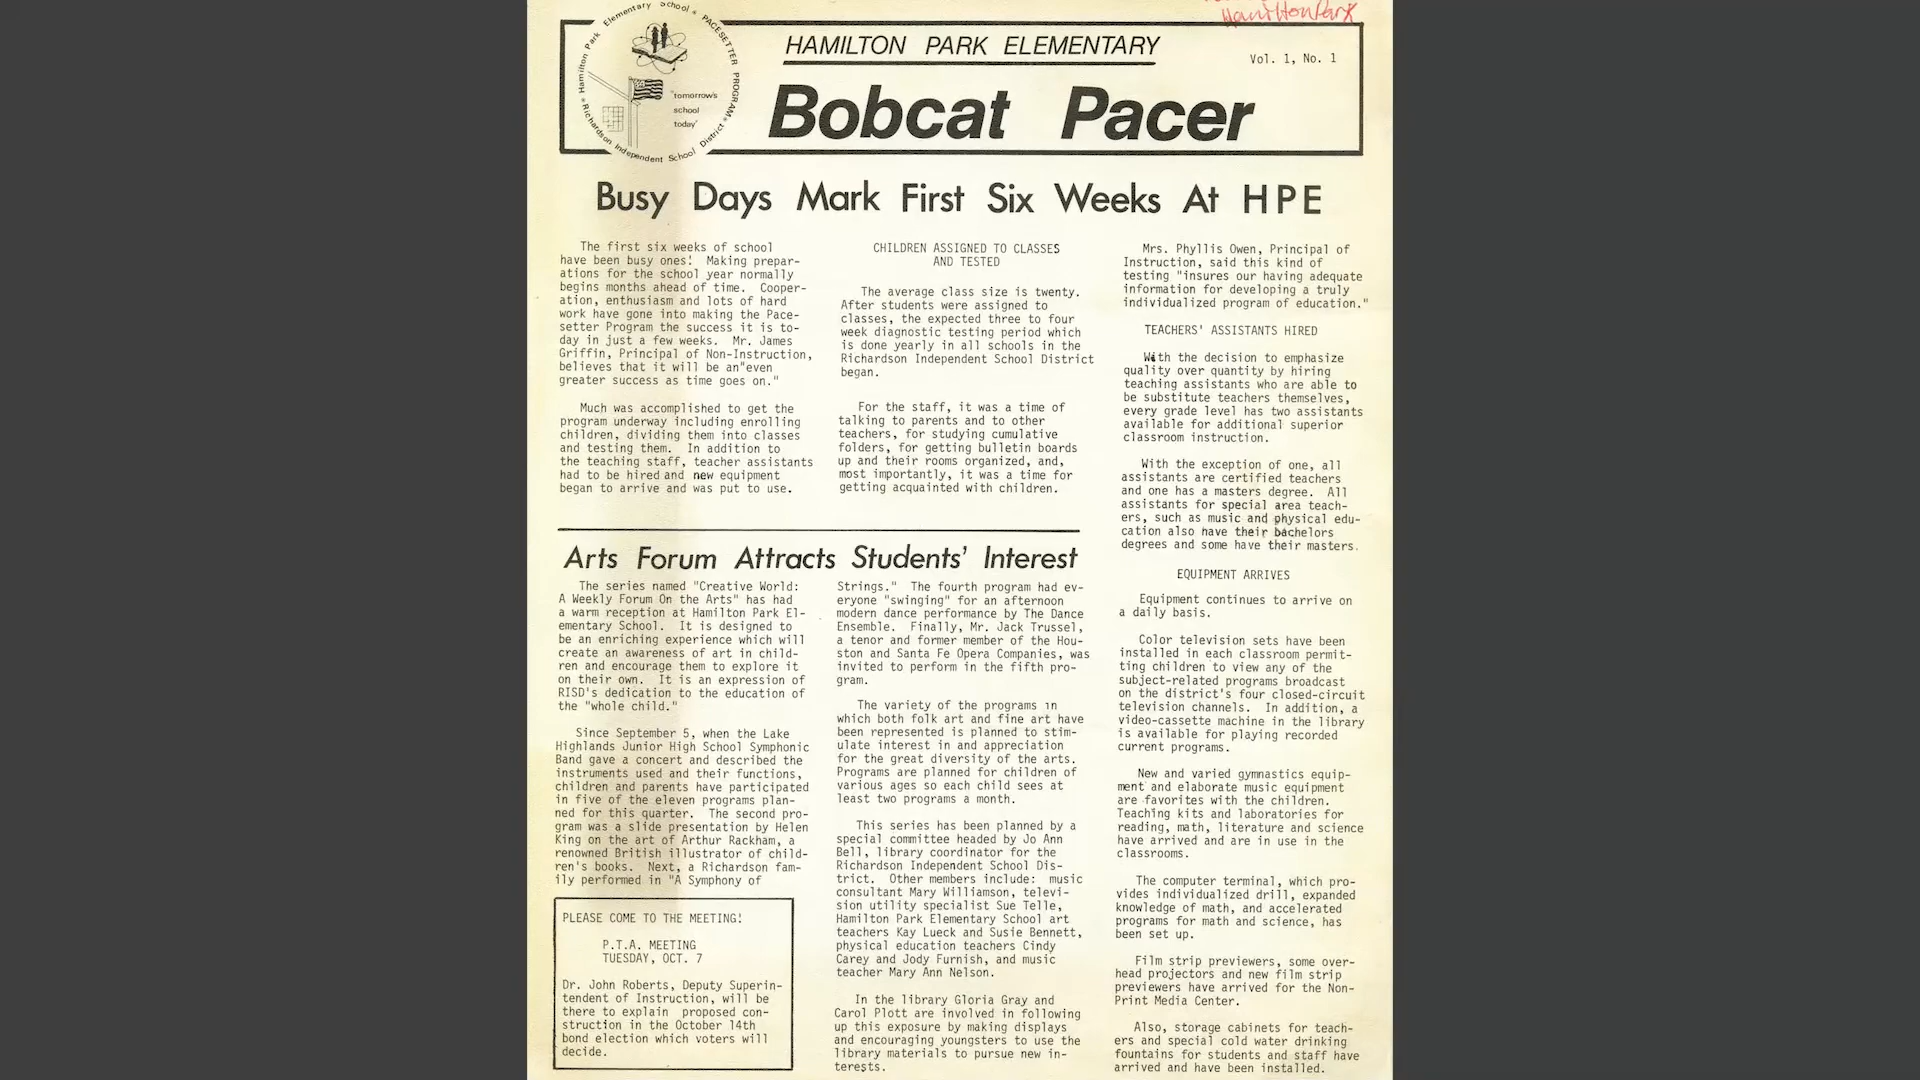 Hamilton Park
Hamilton Park Elementary School * PACESETTER PROGRAM * Richardson Independent School District *
"tomorrow's
school
today"
HAMILTON PARK ELEMENTARY
Vol. 1, No. 1
Bobcat Pacer
Busy Days Mark First Six Weeks At HPE
The first six weeks of school
have been busy ones! Making prepar-
ations for the school year normally
begins months ahead of time. Cooper-
ation, enthusiasm and lots of hard
work have gone into making the Pace-
setter Program the success it is to-
day in just a few weeks. Mr. James
Griffin, Principal of Non-Instruction,
believes that it will be an"even
greater success as time goes on."
Much was accomplished to get the
program underway including enrolling
children, dividing them into classes
and testing them. In addition to
the teaching staff, teacher assistants
had to be hired and new equipment
began to arrive and was put to use.
CHILDREN ASSIGNED TO CLASSES
AND TESTED
The average class size is twenty.
After students were assigned to
classes, the expected three to four
week diagnostic testing period which
is done yearly in all schools in the
Richardson Independent School District
began.
For the staff, it was a time of
talking to parents and to other
teachers, for studying cumulative
folders, for getting bulletin boards
up and their rooms organized, and,
most importantly, it was a time for
getting acquainted with children.
Mrs. Phyllis Owen, Principal of
Instruction, said this kind of
testing "insures our having adequate
information for developing a truly
individualized program of education."
TEACHERS' ASSISTANTS HIRED
With the decision to emphasize
quality over quantity by hiring
teaching assistants who are able to
be substitute teachers themselves,
every grade level has two assistants
available for additional superior
classroom instruction.
With the exception of one, all
assistants are certified teachers
and one has a masters degree. All
assistants for special area teach-
ers, such as music and physical edu-
cation also have their bachelors
degrees and some have their masters.
EQUIPMENT ARRIVES
Equipment continues to arrive on
a daily basis.
Color television sets have been
installed in each classroom permit-
ting children to view any of the
subject-related programs broadcast
on the district's four closed-circuit
television channels. In addition, a
video-cassette machine in the library
is available for playing recorded
current programs.
New and varied gymnastics equip-
ment and elaborate music equipment
are favorites with the children.
Teaching kits and laboratories for
reading, math, literature and science
have arrived and are in use in the
classrooms.
The computer terminal, which pro-
vides individualized drill, expanded
knowledge of math, and accelerated
programs for math and science, has
been set up.
Film strip previewers, some over-
head projectors and new film strip
previewers have arrived for the Non-
Print Media Center.
Also, storage cabinets for teach-
ers and special cold water drinking
fountains for students and staff have
arrived and have been installed.
Arts Forum Attracts Students' Interest
The series named "Creative World:
A Weekly Forum On the Arts" has had
a warm reception at Hamilton Park El-
ementary School. It is designed to
be an enriching experience which will
create an awareness of art in child-
ren and encourage them to explore it
on their own. It is an expression of
RISD's dedication to the education of
the "whole child."
Since September 5, when the Lake
Highlands Junior High School Symphonic
Band gave a concert and described the
instruments used and their functions,
children and parents have participated
in five of the eleven programs plan-
ned for this quarter. The second pro-
gram was a slide presentation by Helen
King on the art of Arthur Rackham, a
renowned British illustrator of child-
ren's books. Next, a Richardson fam-
ily performed in "A Symphony of
Strings." The fourth program had ev-
eryone "swinging" for an afternoon
modern dance performance by The Dance
Ensemble. Finally, Mr. Jack Trussel,
a tenor and former member of the Hou-
ston and Santa Fe Opera Companies, was
invited to perform in the fifth pro-
gram.
The variety of the programs in
which both folk art and fine art have
been represented is planned to stim-
ulate interest in and appreciation
for the great diversity of the arts.
Programs are planned for children of
various ages so each child sees at
least two programs a month.
This series has been planned by a
special committee headed by Jo Ann
Bell, library coordinator for the
Richardson Independent School Dis-
trict. Other members include: music
consultant Mary Williamson, televi-
sion utility specialist Sue Telle,
Hamilton Park Elementary School art
teachers Kay Lueck and Susie Bennett,
physical education teachers Cindy
Carey and Jody Furnish, and music
teacher Mary Ann Nelson.
In the library Gloria Gray and
Carol Plott are involved in following
up this exposure by making displays
and encouraging youngsters to use the
library materials to pursue new in-
terests.
PLEASE COME TO THE MEETING!
P.T.A. MEETING
TUESDAY, OCT. 7
Dr. John Roberts, Deputy Superin-
tendent of Instruction, will be
there to explain proposed con-
struction in the October 14th
bond election which voters will
decide.